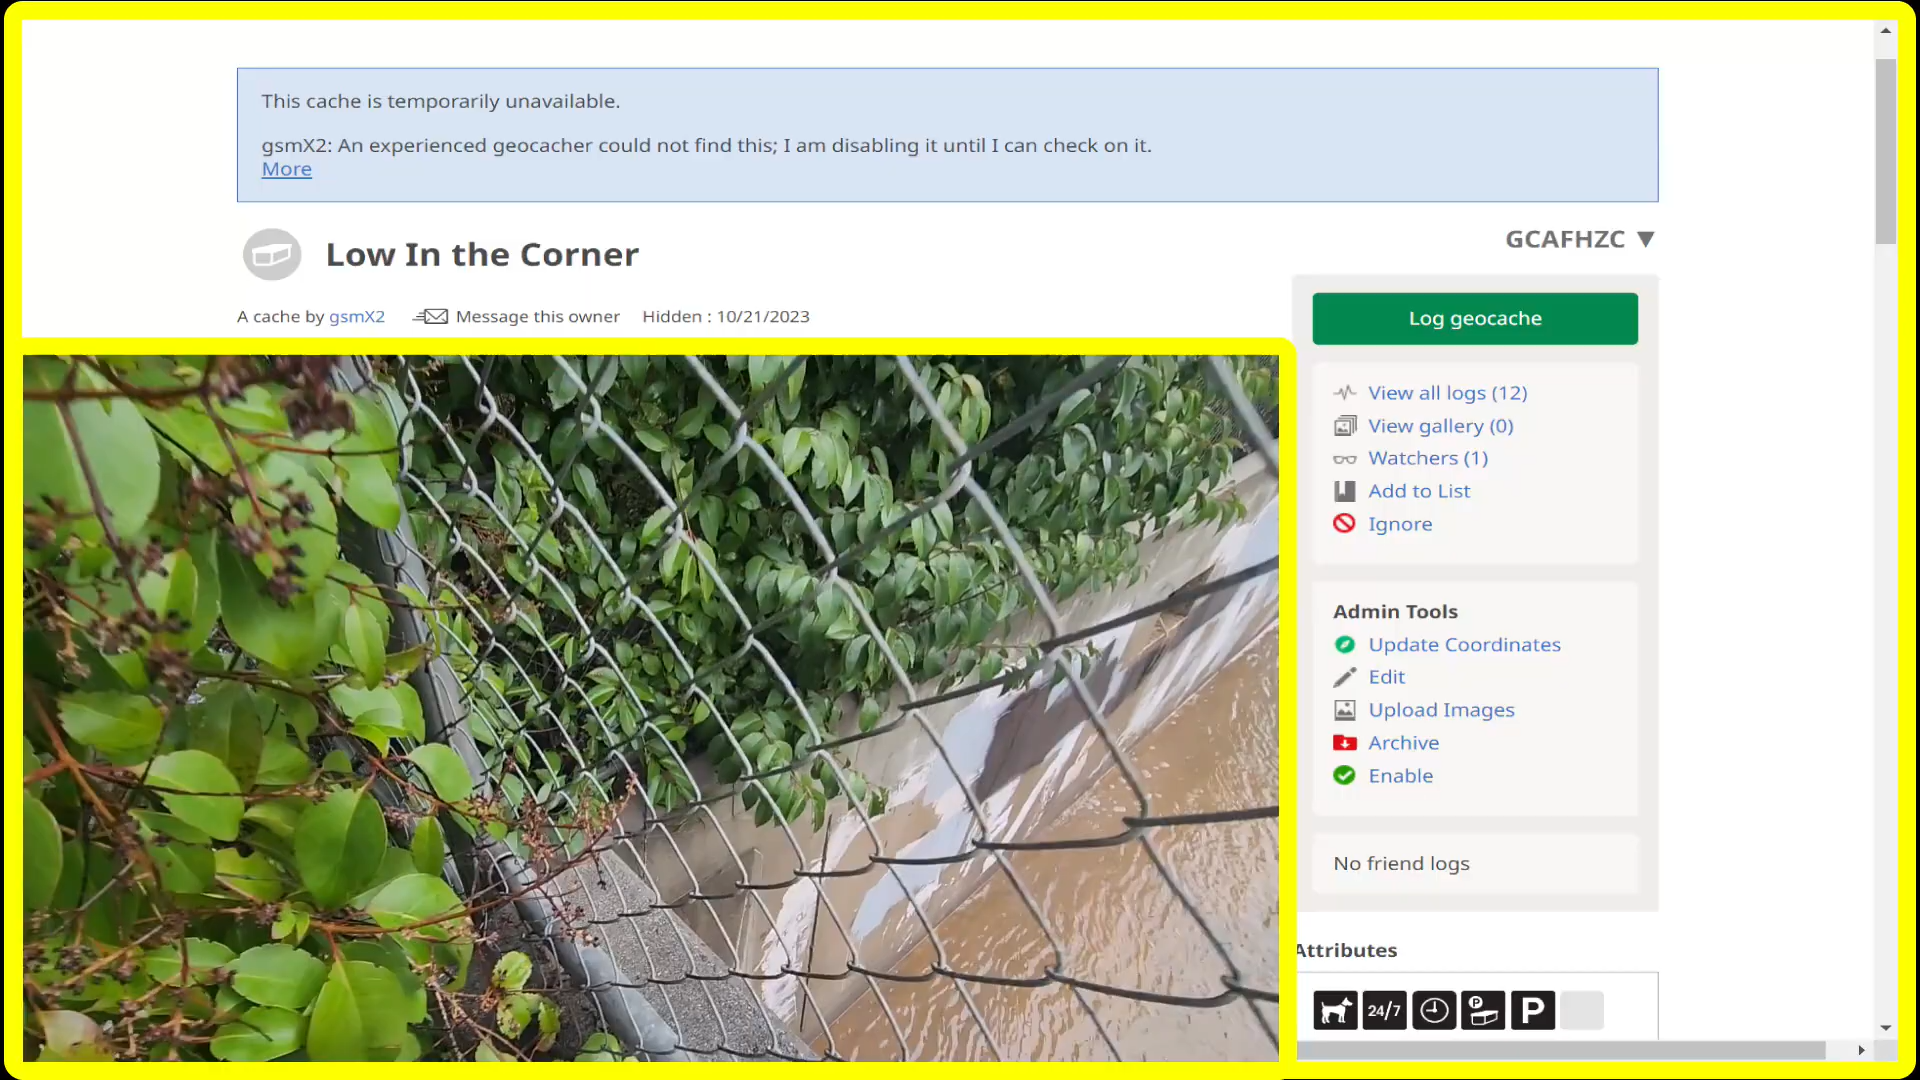 This cache is temporarily unavailable.
gsmX2: An experienced geocacher could not find this; I am disabling it until I can check on it.
More
Low In the Corner
GCAFHZC ▼
A cache by gsmX2 Message this owner Hidden : 10/21/2023
Log geocache
View all logs (12)
View gallery (0)
Watchers (1)
Add to List
Ignore
Admin Tools
Update Coordinates
Edit
Upload Images
Archive
Enable
No friend logs
Attributes
24/7
P
P